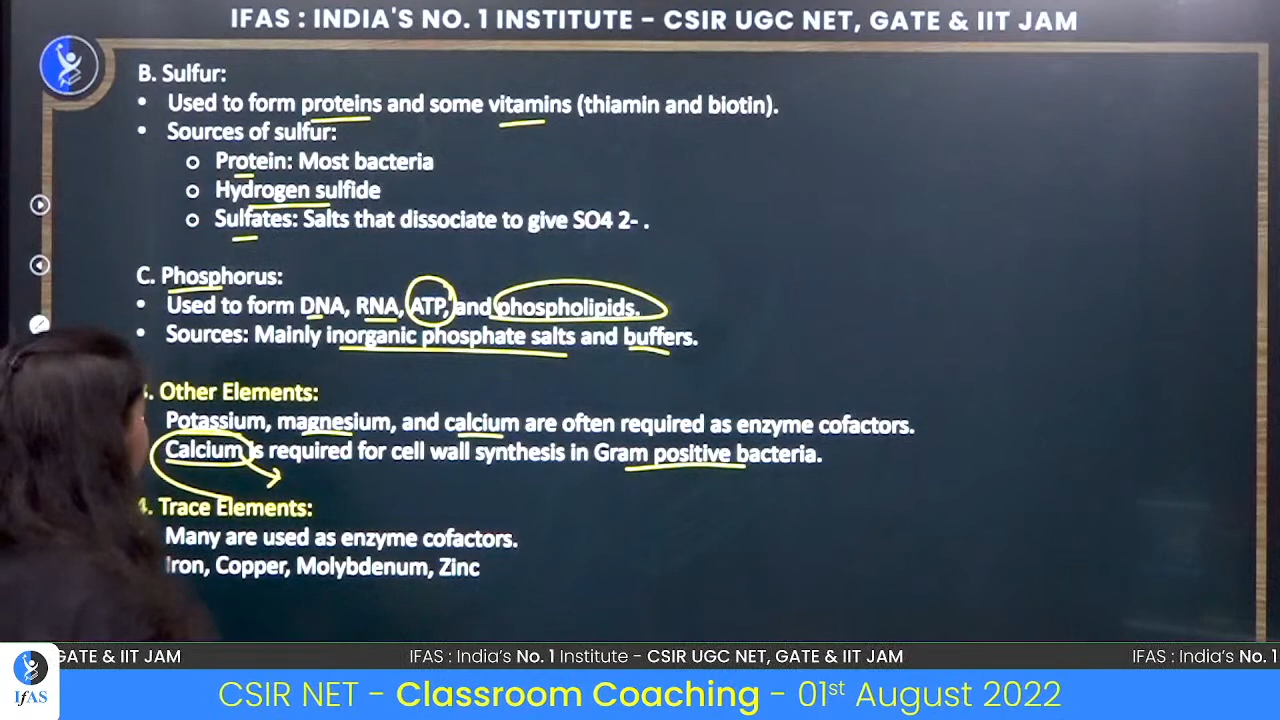 IFAS : INDIA'S NO. 1 INSTITUTE - CSIR UGC NET, GATE & IIT JAM
B. Sulfur:
• Used to form proteins and some vitamins (thiamin and biotin).
• Sources of sulfur:
o Protein: Most bacteria
o Hydrogen sulfide
o Sulfates: Salts that dissociate to give SO4 2- .
C. Phosphorus:
• Used to form DNA, RNA, ATP, and phospholipids.
• Sources: Mainly inorganic phosphate salts and buffers.
. Other Elements:
Potassium, magnesium, and calcium are often required as enzyme cofactors.
Calcium is required for cell wall synthesis in Gram positive bacteria.
4. Trace Elements:
Many are used as enzyme cofactors.
Iron, Copper, Molybdenum, Zinc
GATE & IIT JAM IFAS : India's No. 1 Institute - CSIR UGC NET, GATE & IIT JAM IFAS : India's No. 1
IfAS
CSIR NET - Classroom Coaching - 01st August 2022